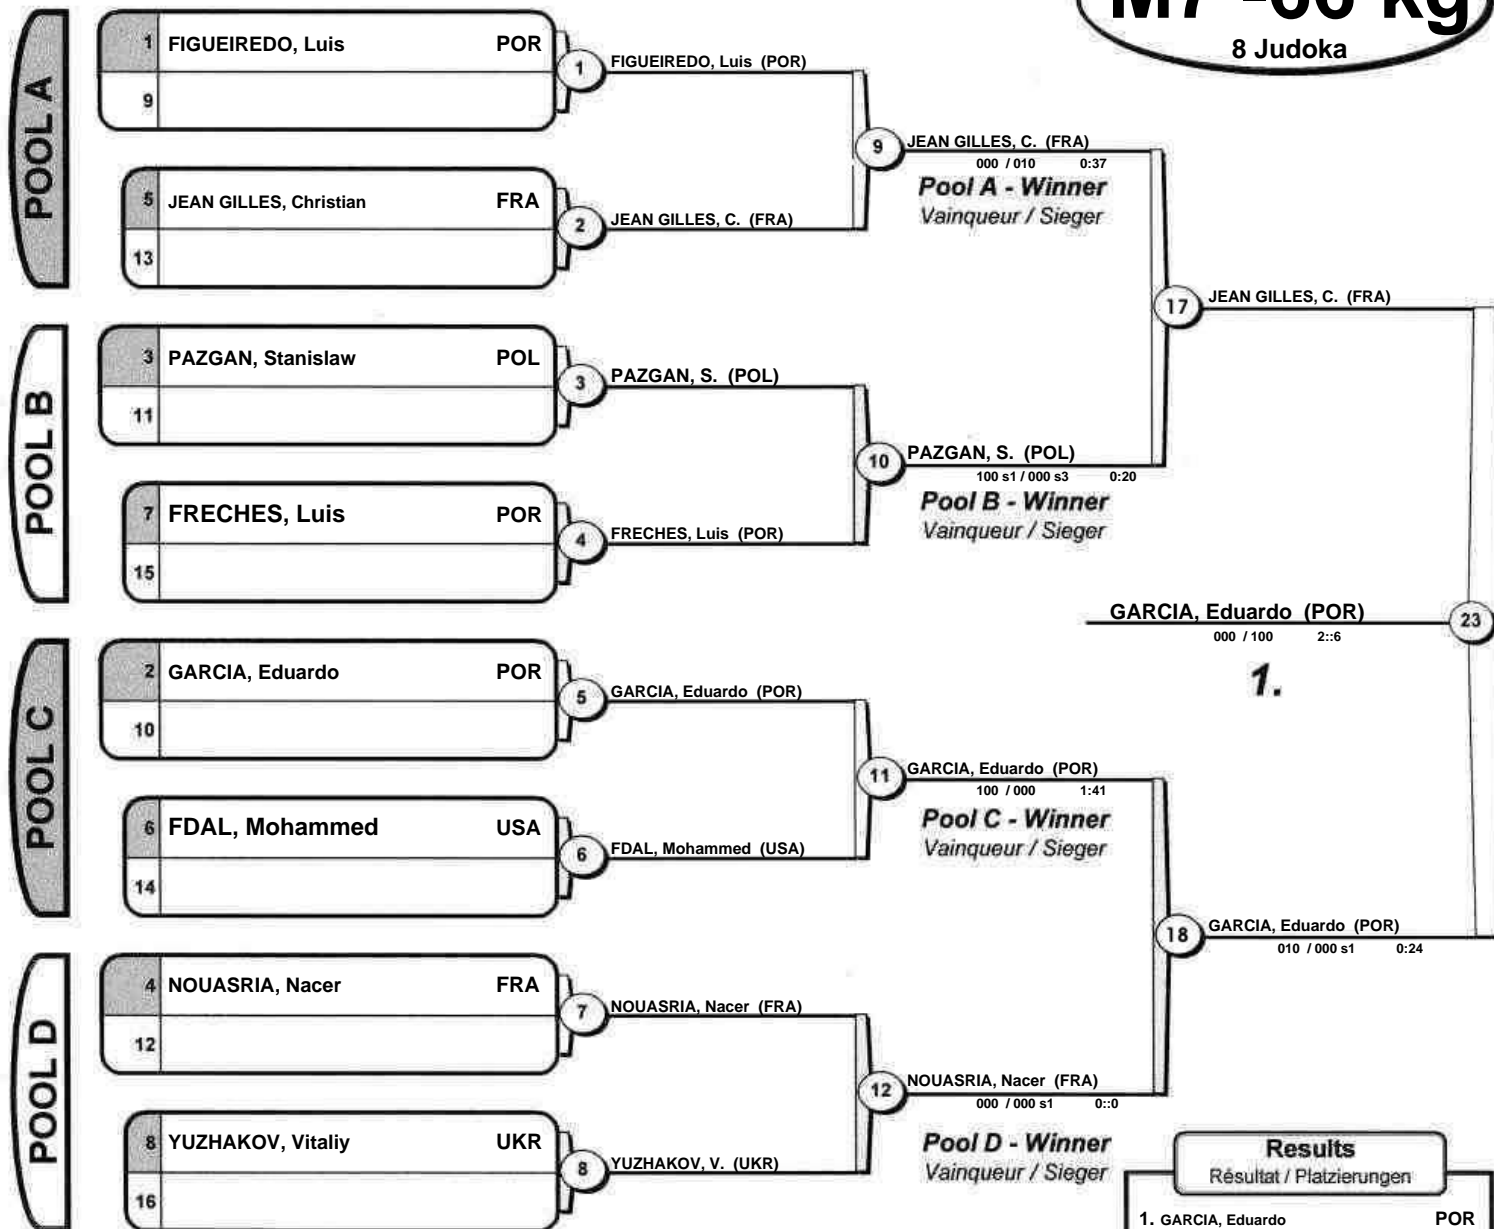 M7 -66 kg
8 Judoka
POOL A
1 FIGUEIREDO, Luis POR
9
1
FIGUEIREDO, Luis (POR)
5 JEAN GILLES, Christian FRA
13
2
JEAN GILLES, C. (FRA)
9
JEAN GILLES, C. (FRA)
000 / 010 0:37
Pool A - Winner
Vainqueur / Sieger
POOL B
3 PAZGAN, Stanislaw POL
11
3
PAZGAN, S. (POL)
7 FRECHES, Luis POR
15
4
FRECHES, Luis (POR)
10
PAZGAN, S. (POL)
100 s1 / 000 s3 0:20
Pool B - Winner
Vainqueur / Sieger
17
JEAN GILLES, C. (FRA)
GARCIA, Eduardo (POR)
000 / 100 2::6
23
1.
POOL C
2 GARCIA, Eduardo POR
10
5
GARCIA, Eduardo (POR)
6 FDAL, Mohammed USA
14
6
FDAL, Mohammed (USA)
11
GARCIA, Eduardo (POR)
100 / 000 1:41
Pool C - Winner
Vainqueur / Sieger
18
GARCIA, Eduardo (POR)
010 / 000 s1 0:24
POOL D
4 NOUASRIA, Nacer FRA
12
7
NOUASRIA, Nacer (FRA)
8 YUZHAKOV, Vitaliy UKR
16
8
YUZHAKOV, V. (UKR)
12
NOUASRIA, Nacer (FRA)
000 / 000 s1 0::0
Pool D - Winner
Vainqueur / Sieger
Results
Résultat / Platzierungen
1. GARCIA, Eduardo POR